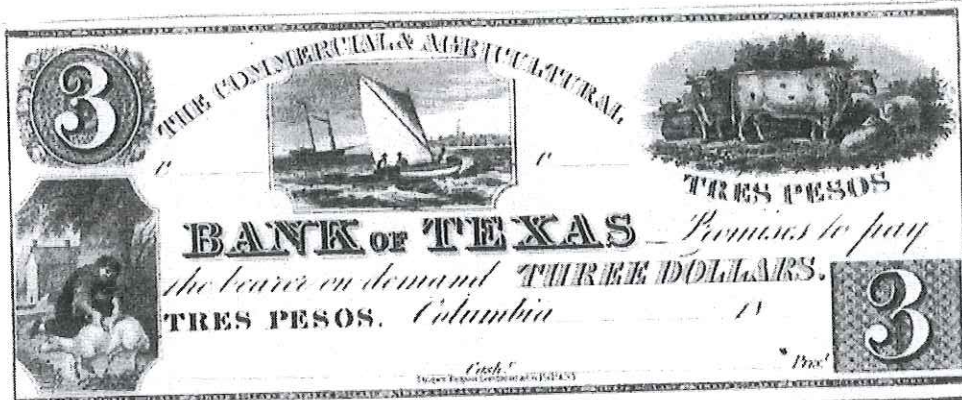 3
THE COMMERCIAL & AGRICULTURAL
TRES PESOS
BANK OF TEXAS Promises to pay
the bearer on demand THREE DOLLARS.
TRES PESOS. Columbia 18
3
Cash.r Pres.t